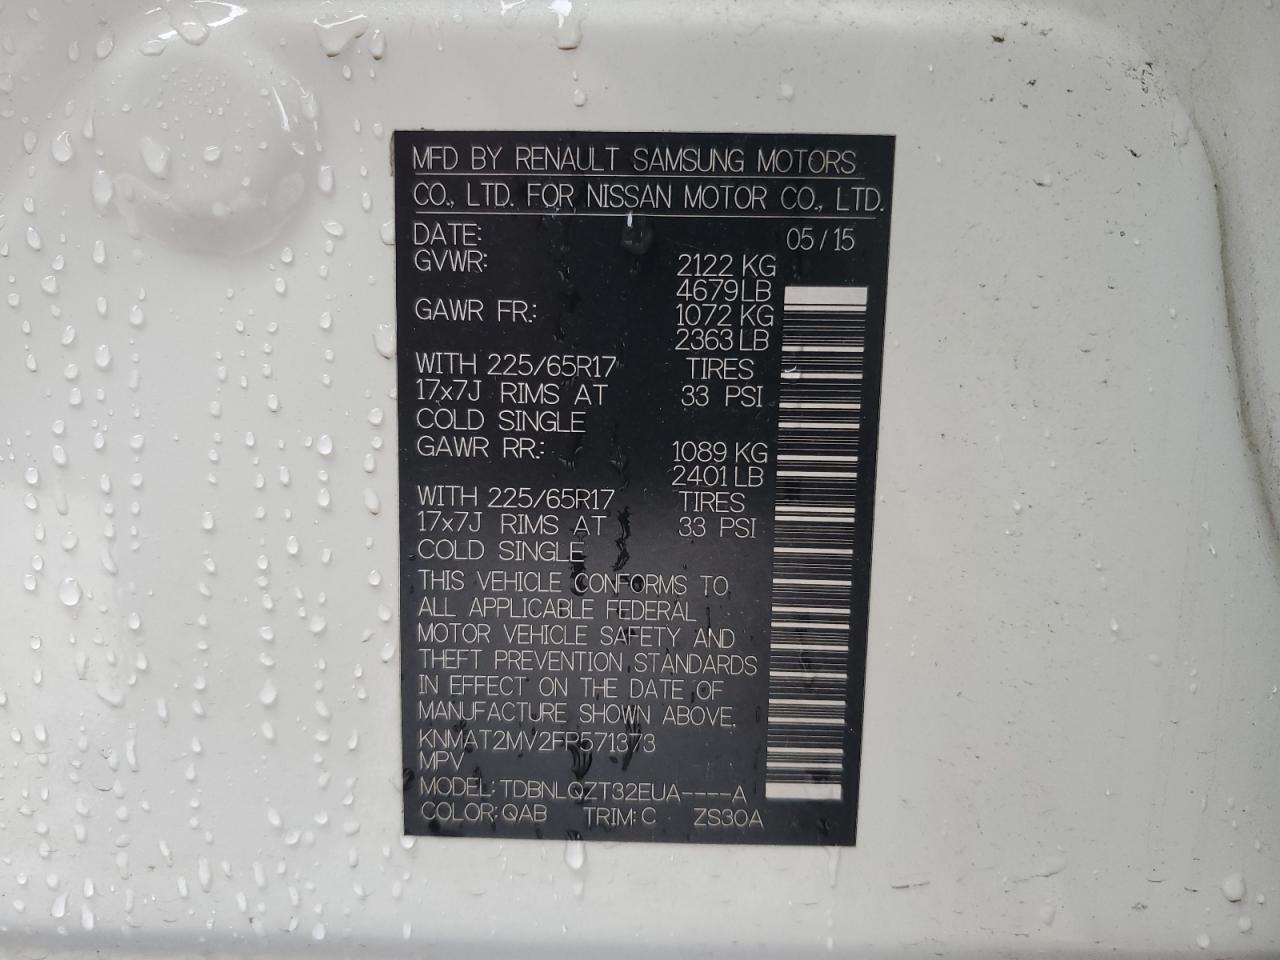 MFD BY RENAULT SAMSUNG MOTORS
CO., LTD. FOR NISSAN MOTOR CO., LTD.
DATE: 05/15
GVWR: 2122 KG
4679 LB
GAWR FR.: 1072 KG
2363 LB
WITH 225/65R17 TIRES
17x7J RIMS AT 33 PSI
COLD SINGLE
GAWR RR.: 1089 KG
2401 LB
WITH 225/65R17 TIRES
17x7J RIMS AT 33 PSI
COLD SINGLE
THIS VEHICLE CONFORMS TO
ALL APPLICABLE FEDERAL
MOTOR VEHICLE SAFETY AND
THEFT PREVENTION STANDARDS
IN EFFECT ON THE DATE OF
MANUFACTURE SHOWN ABOVE.
KNMAT2MV2FP571373
MPV
MODEL: TDBNLQZT32EUA----A
COLOR: QAB TRIM: C ZS30A